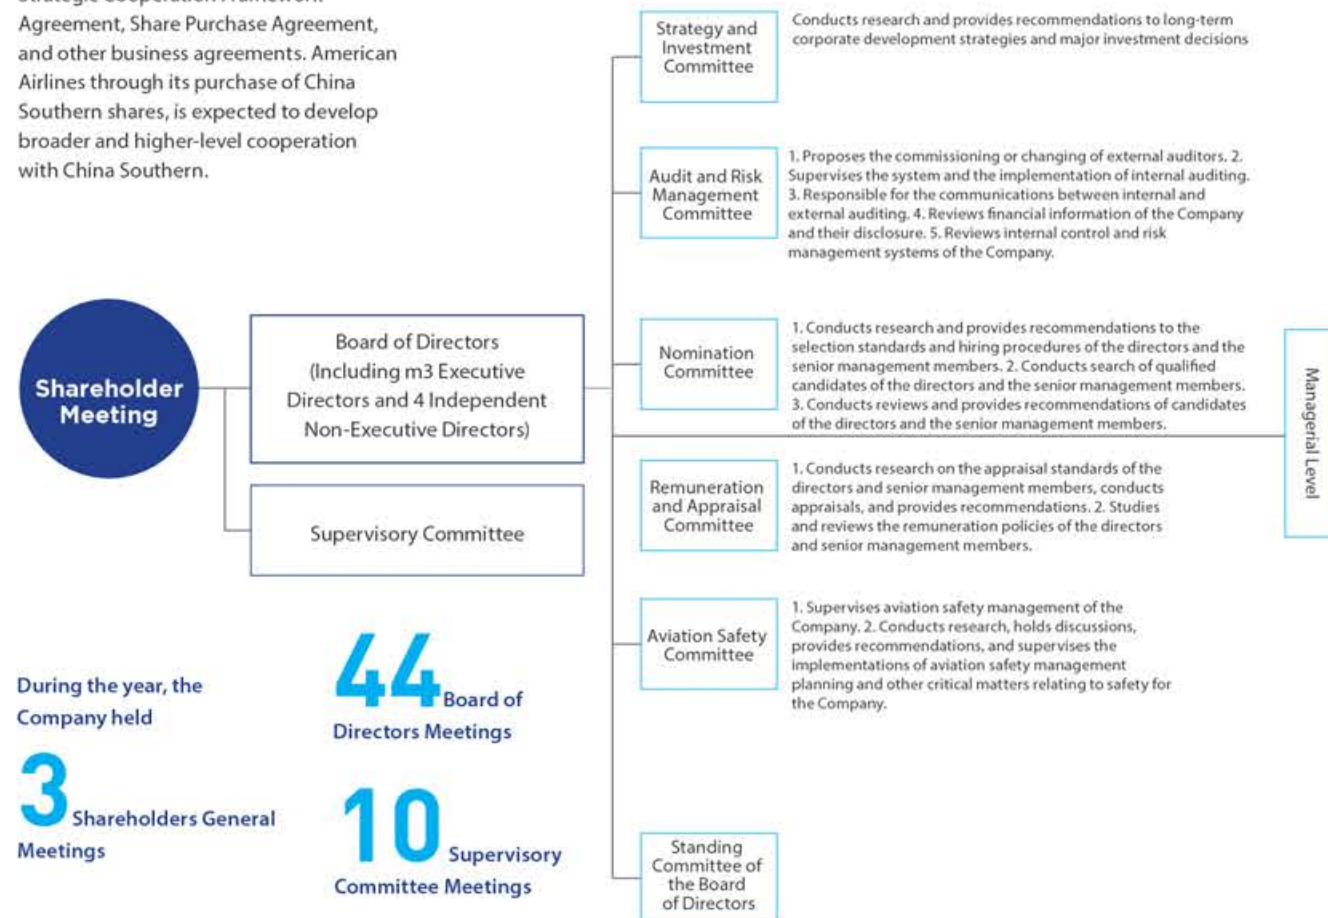 Strategic Cooperation Framework
Agreement, Share Purchase Agreement,
and other business agreements. American
Airlines through its purchase of China
Southern shares, is expected to develop
broader and higher-level cooperation
with China Southern.
Shareholder
Meeting
Board of Directors
(Including m3 Executive
Directors and 4 Independent
Non-Executive Directors)
Supervisory Committee
Strategy and
Investment
Committee
Conducts research and provides recommendations to long-term
corporate development strategies and major investment decisions
Audit and Risk
Management
Committee
1. Proposes the commissioning or changing of external auditors. 2.
Supervises the system and the implementation of internal auditing.
3. Responsible for the communications between internal and
external auditing. 4. Reviews financial information of the Company
and their disclosure. 5. Reviews internal control and risk
management systems of the Company.
Nomination
Committee
1. Conducts research and provides recommendations to the
selection standards and hiring procedures of the directors and the
senior management members. 2. Conducts search of qualified
candidates of the directors and the senior management members.
3. Conducts reviews and provides recommendations of candidates
of the directors and the senior management members.
Remuneration
and Appraisal
Committee
1. Conducts research on the appraisal standards of the
directors and senior management members, conducts
appraisals, and provides recommendations. 2. Studies
and reviews the remuneration policies of the directors
and senior management members.
Aviation Safety
Committee
1. Supervises aviation safety management of the
Company. 2. Conducts research, holds discussions,
provides recommendations, and supervises the
implementations of aviation safety management
planning and other critical matters relating to safety for
the Company.
Standing
Committee of
the Board
of Directors
Managerial Level
During the year, the
Company held
3 Shareholders General
Meetings
44 Board of
Directors Meetings
10 Supervisory
Committee Meetings